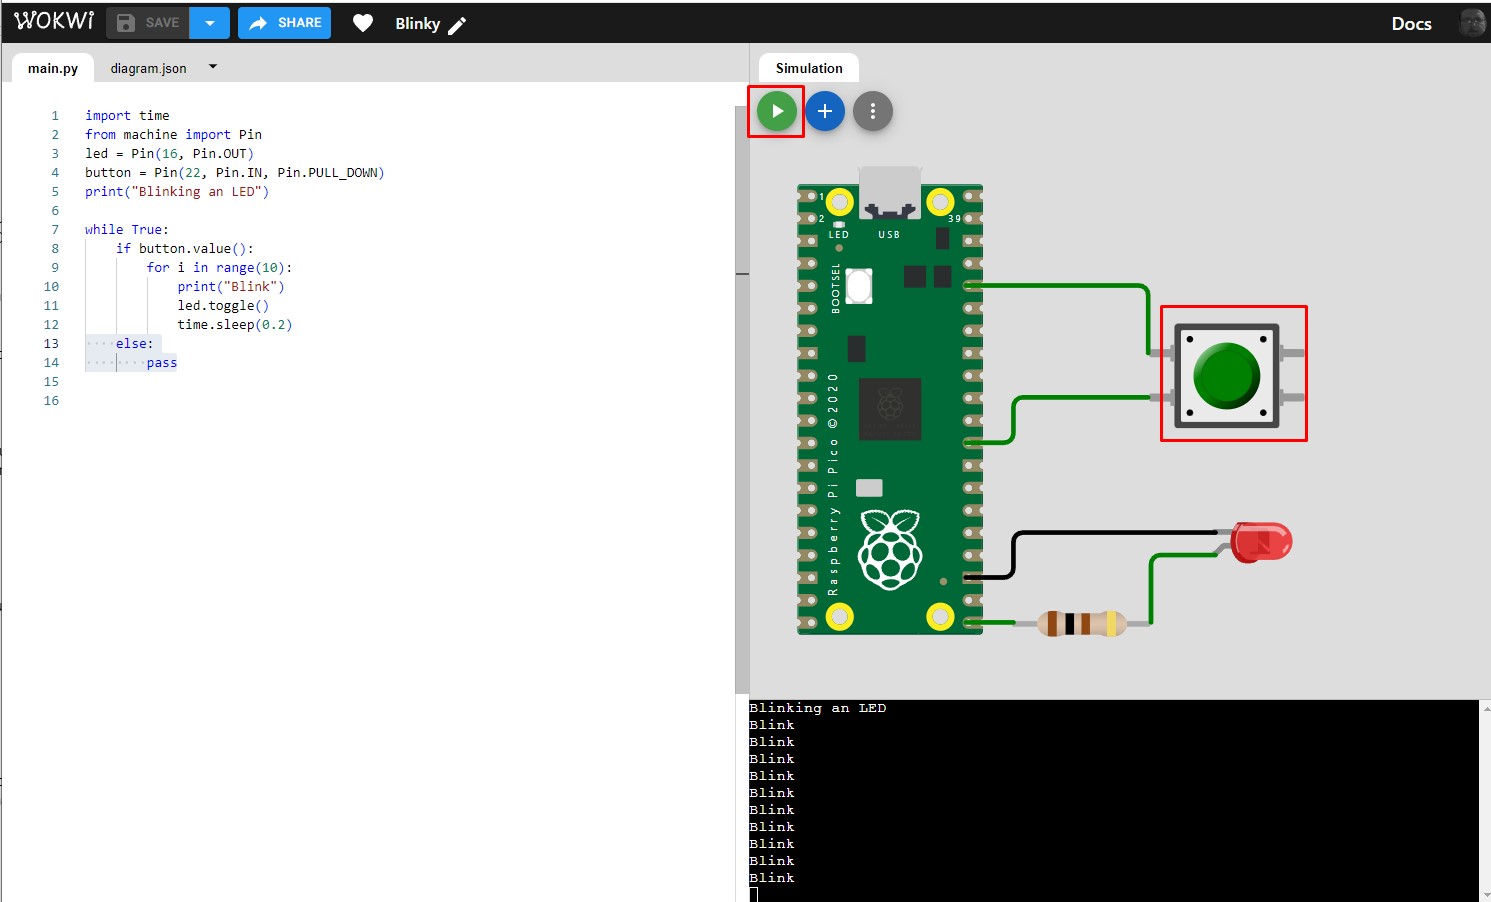 WOKWI SAVE SHARE Blinky Docs
main.py diagram.json
1 import time
2 from machine import Pin
3 led = Pin(16, Pin.OUT)
4 button = Pin(22, Pin.IN, Pin.PULL_DOWN)
5 print("Blinking an LED")
6
7 while True:
8 if button.value():
9 for i in range(10):
10 print("Blink")
11 led.toggle()
12 time.sleep(0.2)
13 else:
14 pass
15
16
Simulation
1
2
39
LED
USB
BOOTSEL
Raspberry Pi Pico © 2020
Blinking an LED
Blink
Blink
Blink
Blink
Blink
Blink
Blink
Blink
Blink
Blink